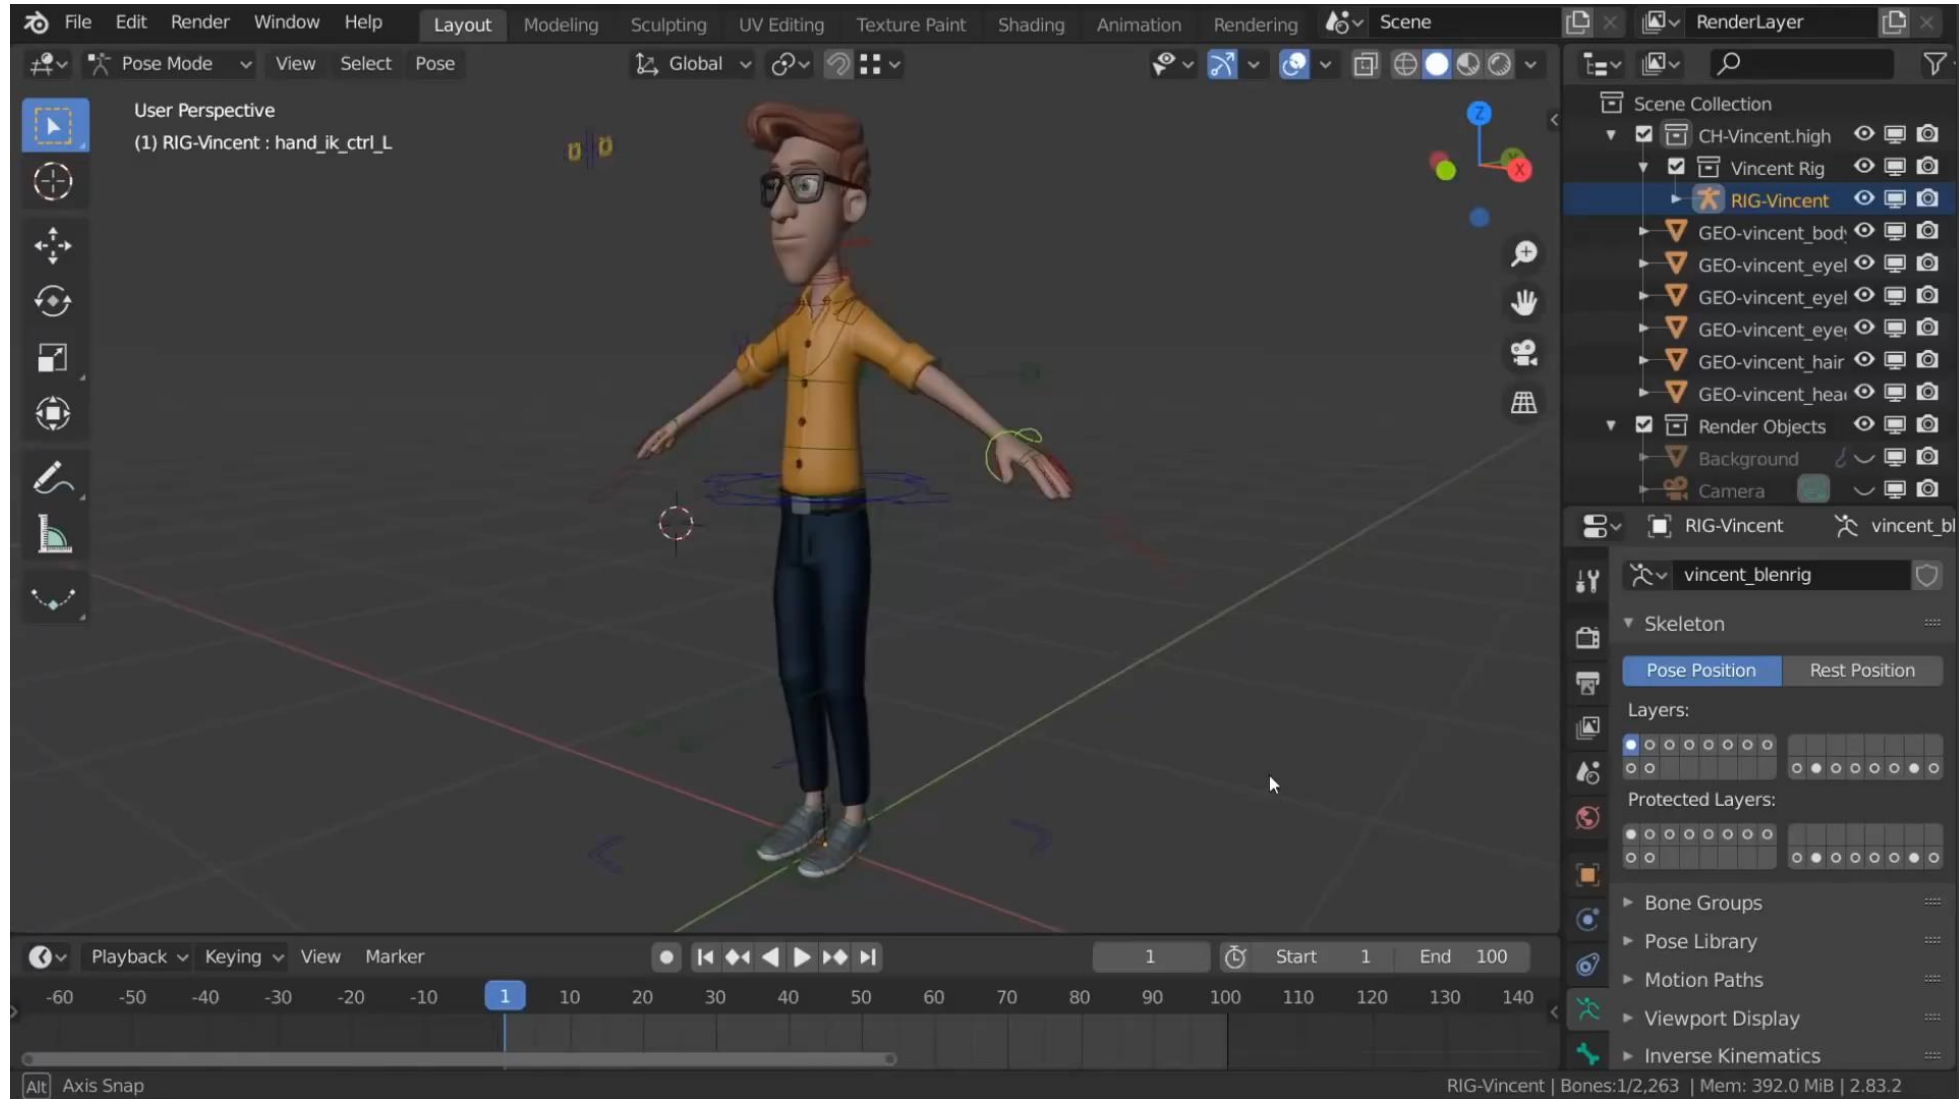 File Edit Render Window Help Layout Modeling Sculpting UV Editing Texture Paint Shading Animation Rendering Scene RenderLayer
Pose Mode View Select Pose Global
User Perspective
(1) RIG-Vincent : hand_ik_ctrl_L
Z
X
Scene Collection
CH-Vincent.high
Vincent Rig
RIG-Vincent
GEO-vincent_body
GEO-vincent_eyel
GEO-vincent_eyel
GEO-vincent_eye
GEO-vincent_hair
GEO-vincent_hea
Render Objects
Background
Camera
RIG-Vincent vincent_bl
vincent_blenrig
Skeleton
Pose Position Rest Position
Layers:
Protected Layers:
Bone Groups
Pose Library
Motion Paths
Viewport Display
Inverse Kinematics
Playback Keying View Marker 1 Start 1 End 100
-60 -50 -40 -30 -20 -10 1 10 20 30 40 50 60 70 80 90 100 110 120 130 140
Alt Axis Snap
RIG-Vincent | Bones:1/2,263 | Mem: 392.0 MiB | 2.83.2